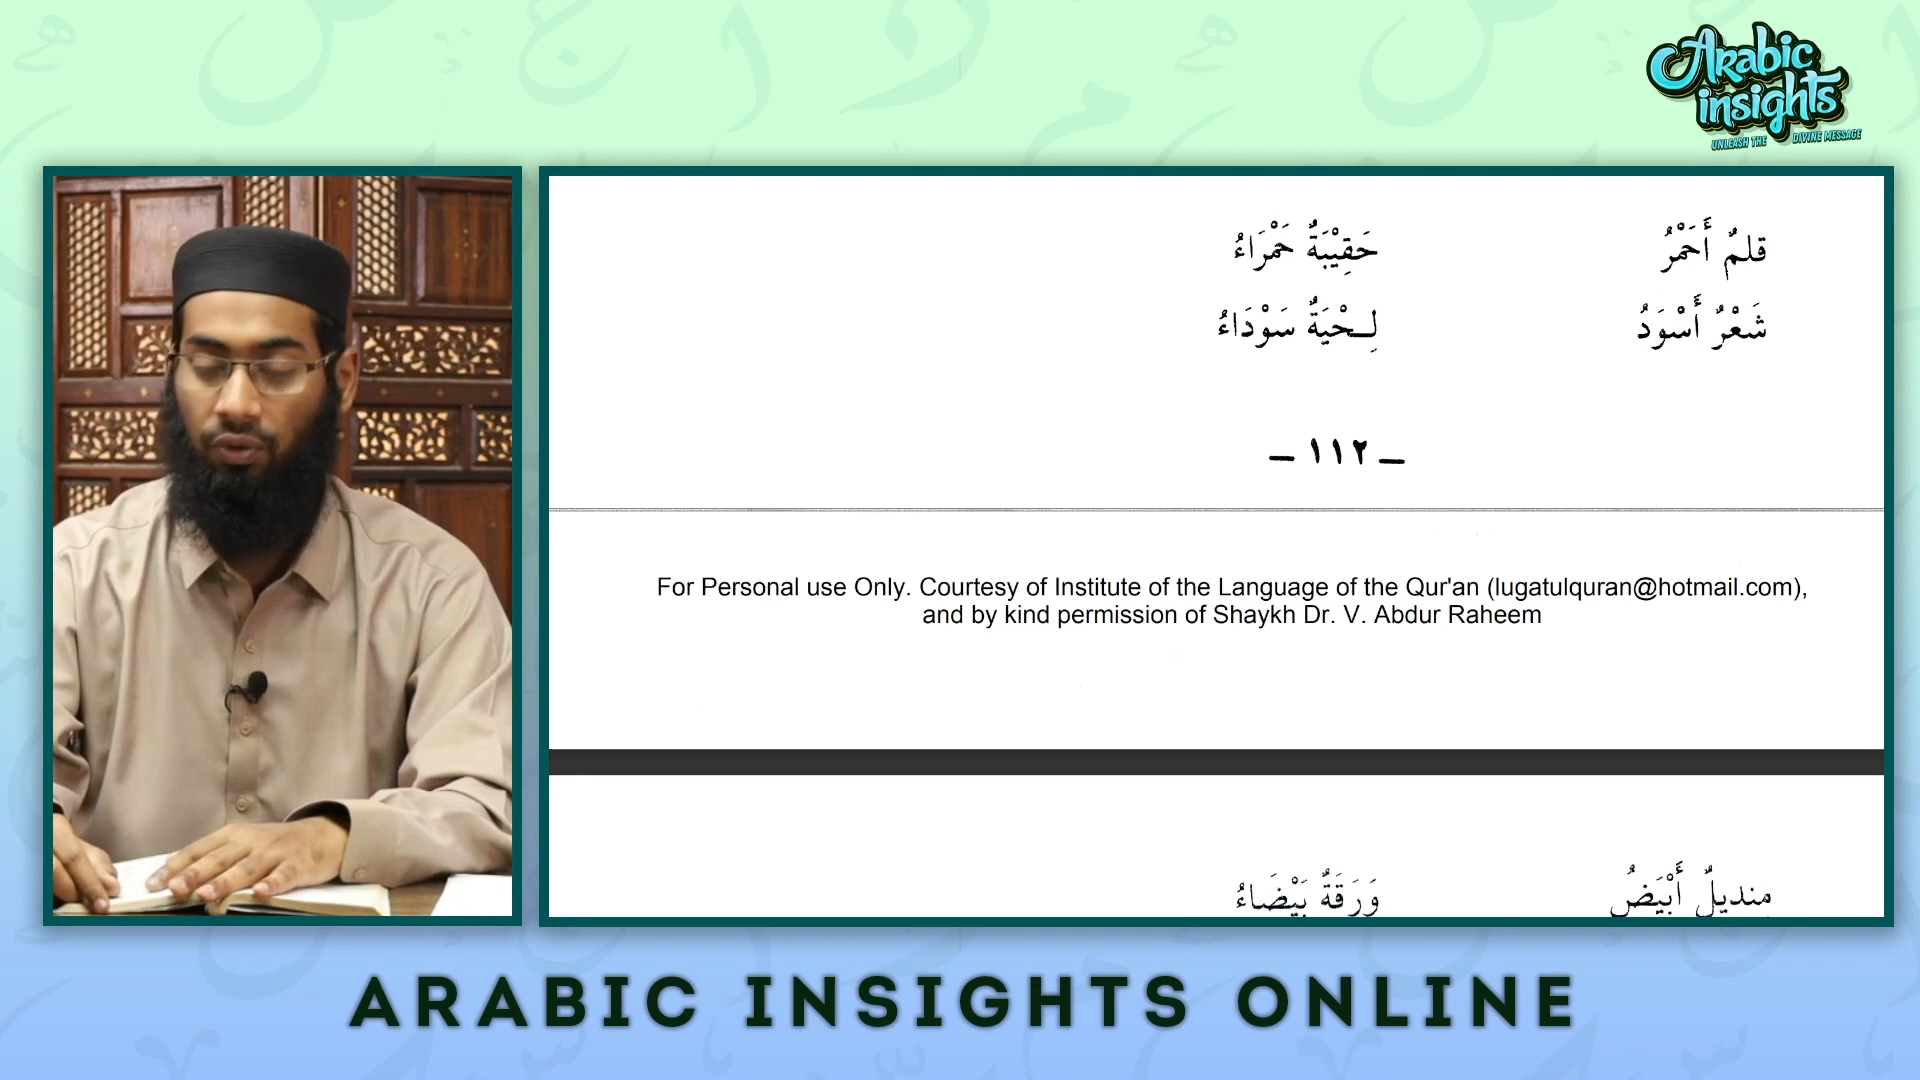 Arabic
insights
UNLEASH THE DIVINE MESSAGE
قلمٌ أَحْمَرُ حَقِيْبَةٌ حَمْرَاءُ
شَعْرٌ أَسْوَدُ لِـحْيَةٌ سَوْدَاءُ
ـ ١١٢ ـ
For Personal use Only. Courtesy of Institute of the Language of the Qur'an (lugatulquran@hotmail.com),
and by kind permission of Shaykh Dr. V. Abdur Raheem
مِنديلٌ أَبْيَضُ وَرَقَةٌ بَيْضَاءُ
ARABIC INSIGHTS ONLINE